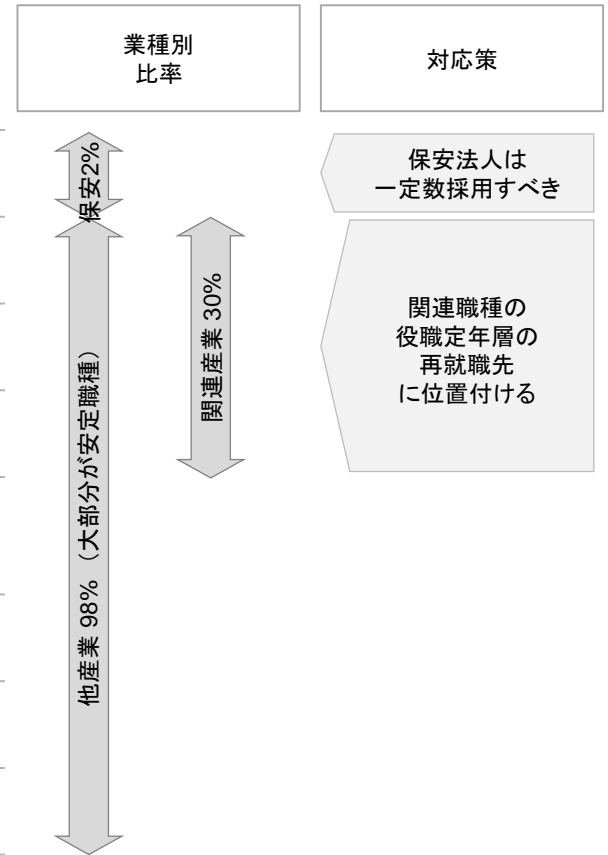 業種別
比率
対応策
保安2%
保安法人は
一定数採用すべき
他産業 98% （大部分が安定職種）
関連産業 30%
関連職種の
役職定年層の
再就職先
に位置付ける